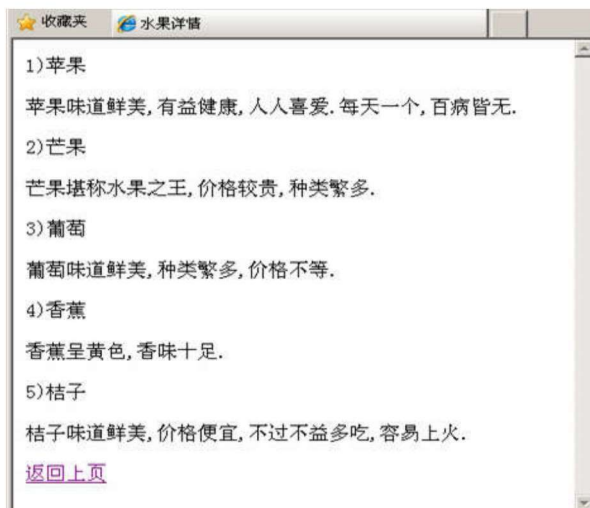 收藏夹 水果详情
1)苹果
苹果味道鲜美,有益健康,人人喜爱.每天一个,百病皆无.
2)芒果
芒果堪称水果之王,价格较贵,种类繁多.
3)葡萄
葡萄味道鲜美,种类繁多,价格不等.
4)香蕉
香蕉呈黄色,香味十足.
5)桔子
桔子味道鲜美,价格便宜,不过不益多吃,容易上火.
返回上页